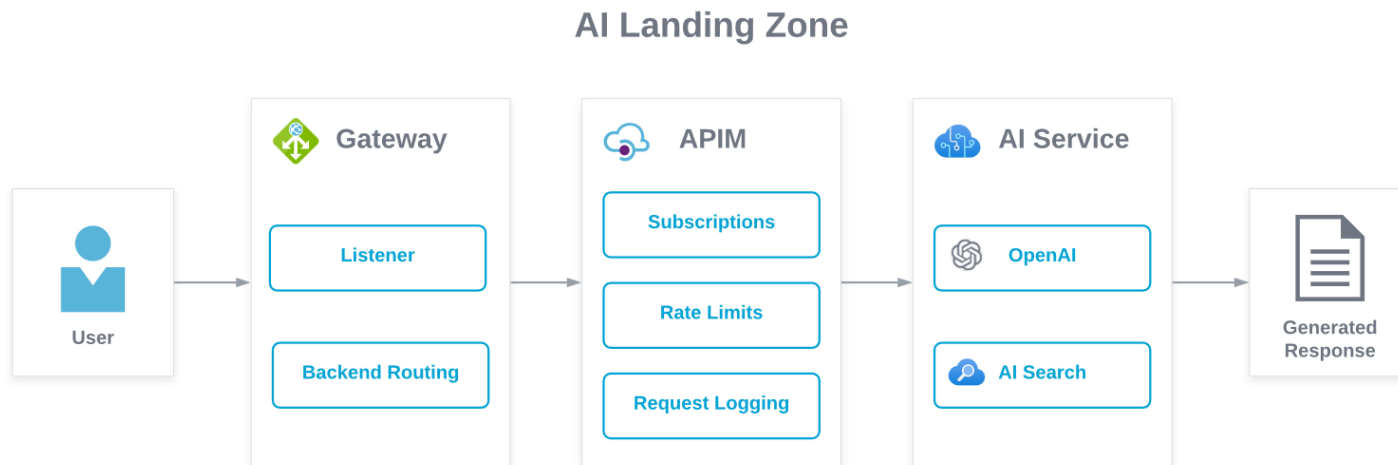 AI Landing Zone
User
Gateway
Listener
Backend Routing
APIM
Subscriptions
Rate Limits
Request Logging
AI Service
OpenAI
AI Search
Generated
Response